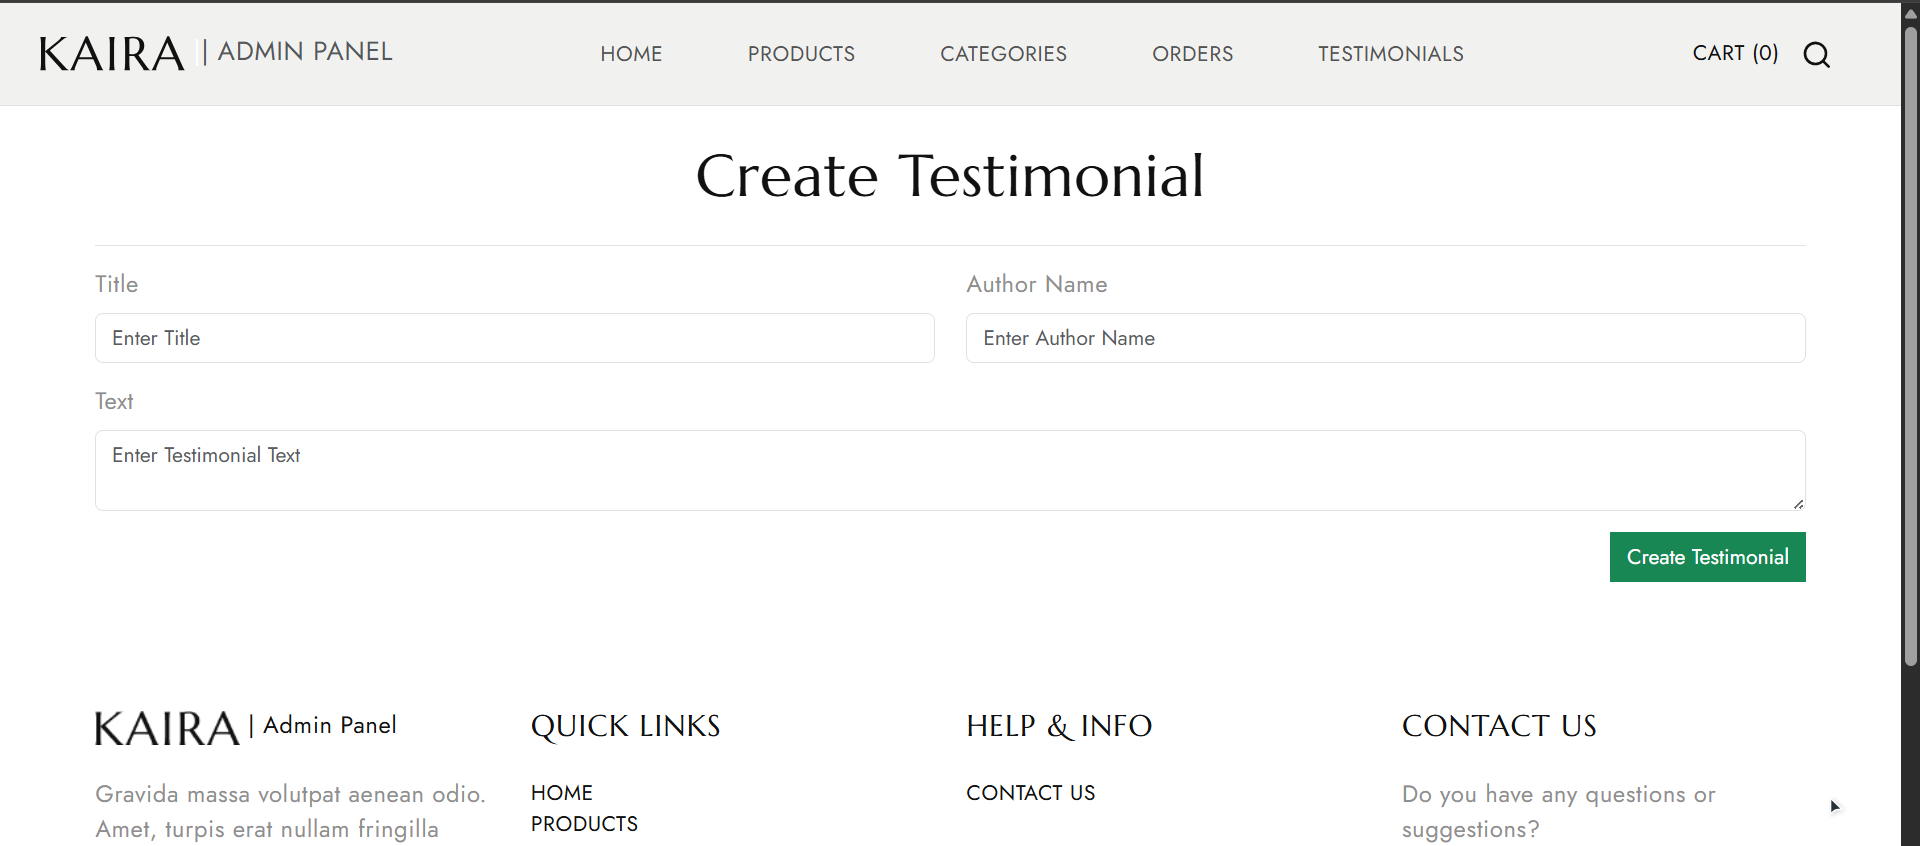 KAIRA | ADMIN PANEL HOME PRODUCTS CATEGORIES ORDERS TESTIMONIALS CART (0)
Create Testimonial
Title Author Name
Enter Title Enter Author Name
Text
Enter Testimonial Text
Create Testimonial
KAIRA | Admin Panel QUICK LINKS HELP & INFO CONTACT US
Gravida massa volutpat aenean odio. HOME CONTACT US Do you have any questions or
Amet, turpis erat nullam fringilla PRODUCTS suggestions?